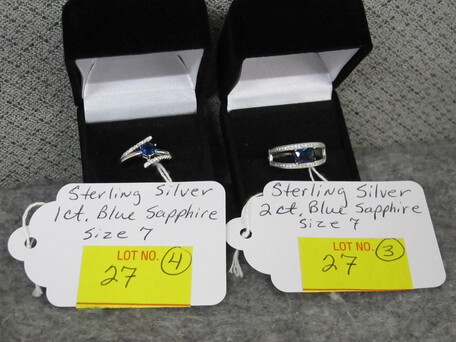 Sterling Silver
1ct. Blue Sapphire
Size 7
LOT NO.
27 4
Sterling Silver
2ct. Blue Sapphire
Size 7
LOT NO.
27 3